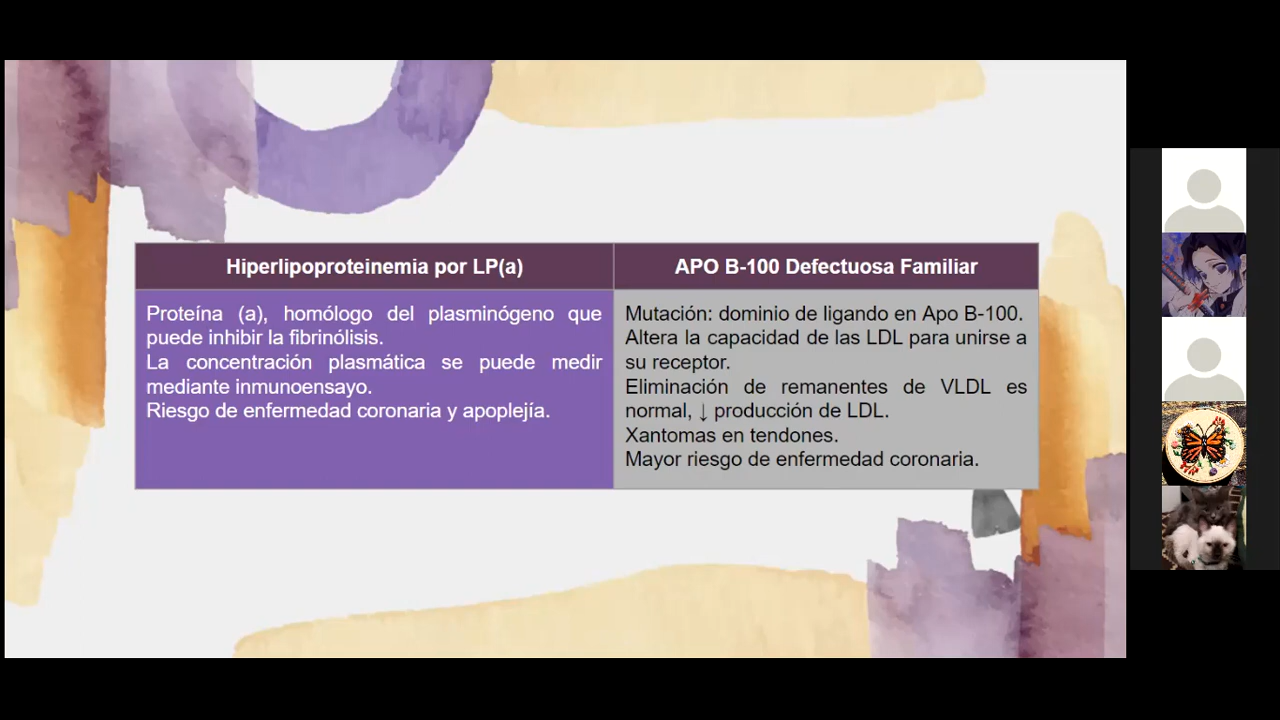 Hiperlipoproteinemia por LP(a)
APO B-100 Defectuosa Familiar
Proteína (a), homólogo del plasminógeno que
puede inhibir la fibrinólisis.
La concentración plasmática se puede medir
mediante inmunoensayo.
Riesgo de enfermedad coronaria y apoplejía.
Mutación: dominio de ligando en Apo B-100.
Altera la capacidad de las LDL para unirse a
su receptor.
Eliminación de remanentes de VLDL es
normal, ↓ producción de LDL.
Xantomas en tendones.
Mayor riesgo de enfermedad coronaria.